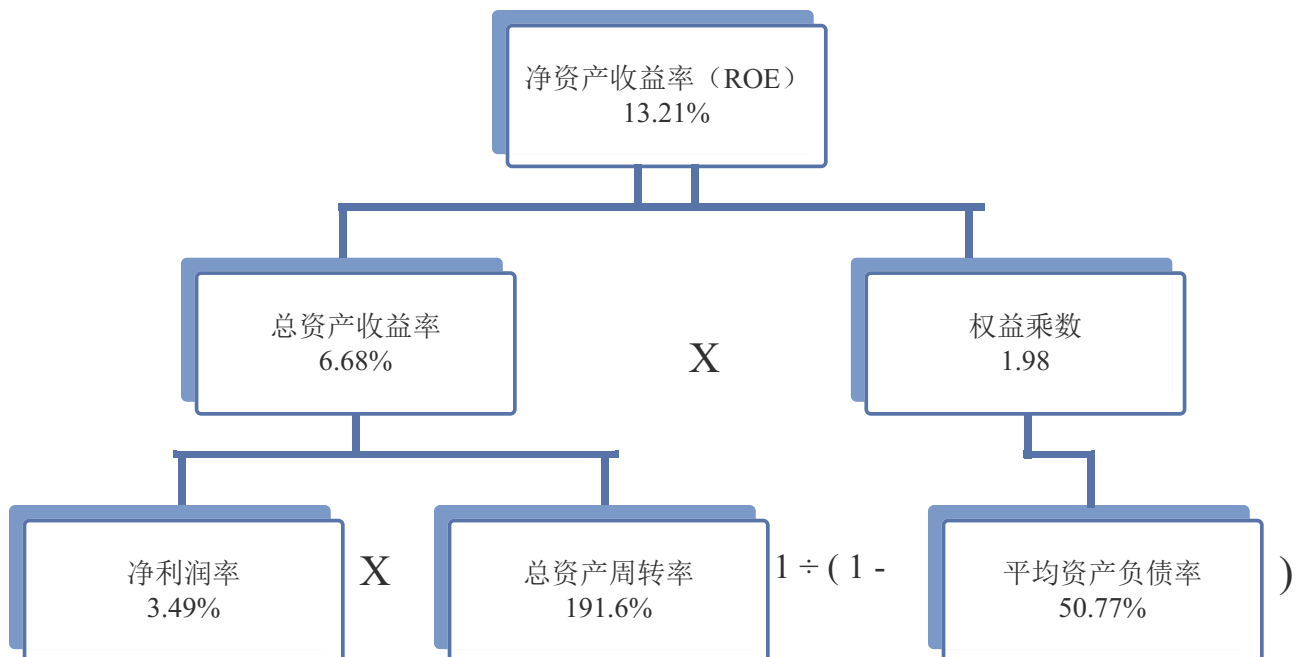 净资产收益率（ROE）
13.21%
总资产收益率
6.68%
X
权益乘数
1.98
净利润率
3.49%
X
总资产周转率
191.6%
1 ÷ ( 1 -
平均资产负债率
50.77%
)